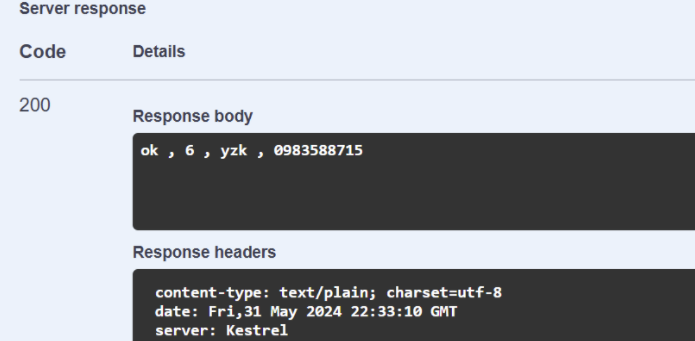 Server response
Code Details
200
Response body
ok , 6 , yzk , 0983588715
Response headers
content-type: text/plain; charset=utf-8
date: Fri,31 May 2024 22:33:10 GMT
server: Kestrel